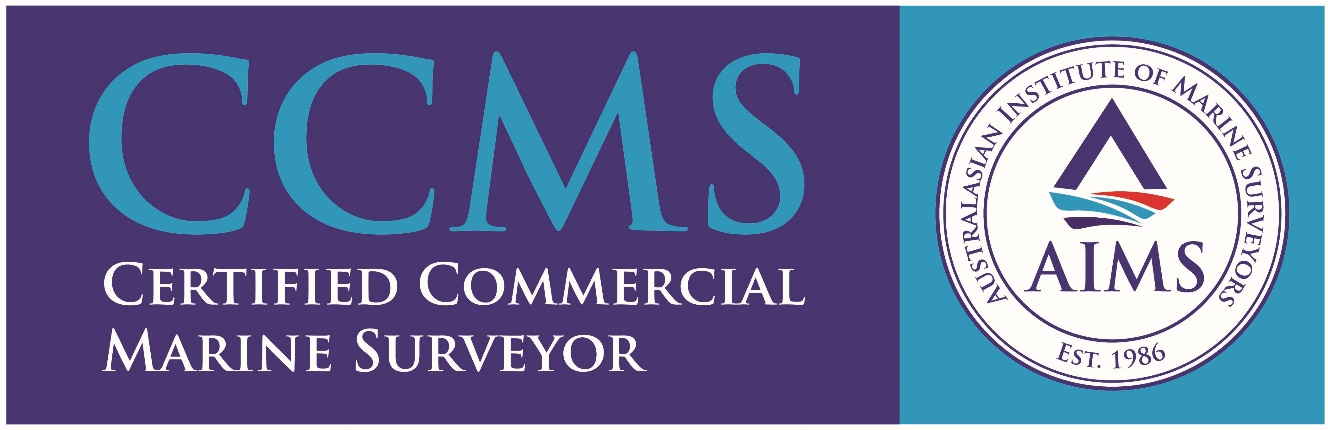 CCMS
CERTIFIED COMMERCIAL
MARINE SURVEYOR
AUSTRALASIAN INSTITUTE OF MARINE SURVEYORS
AIMS
EST. 1986